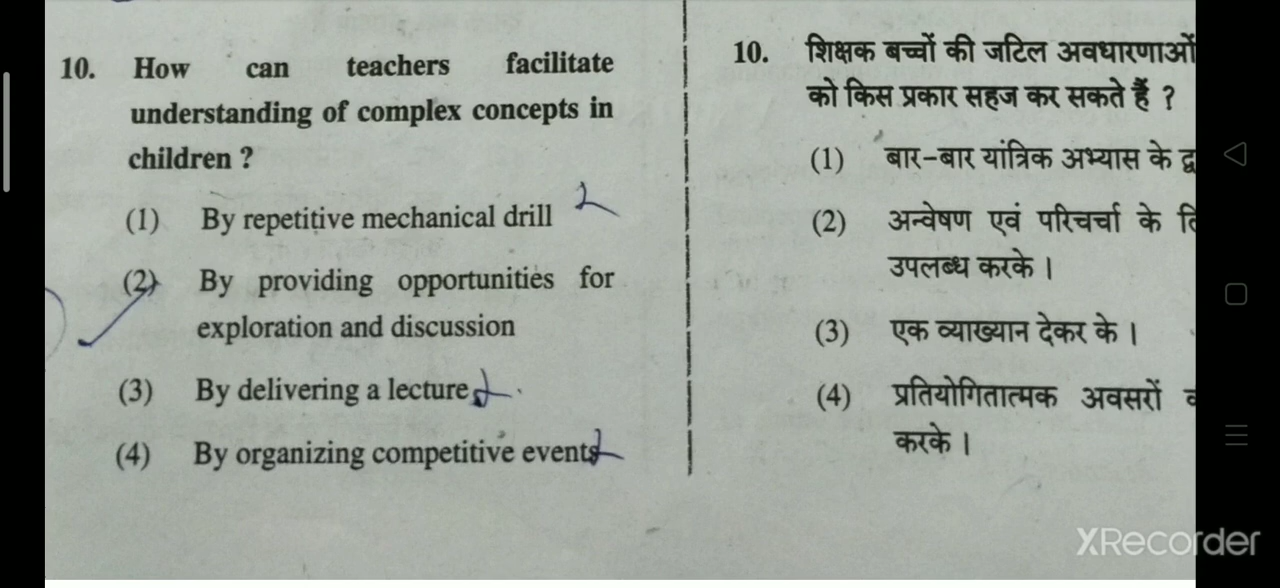 10. How can teachers facilitate
understanding of complex concepts in
children ?
(1) By repetitive mechanical drill
(2) By providing opportunities for
exploration and discussion
(3) By delivering a lecture
(4) By organizing competitive events
10. शिक्षक बच्चों की जटिल अवधारणाओं
को किस प्रकार सहज कर सकते हैं ?
(1) बार-बार यांत्रिक अभ्यास के
(2) अन्वेषण एवं परिचर्चा के
उपलब्ध करके ।
(3) एक व्याख्यान देकर के ।
(4) प्रतियोगितात्मक अवसरों
करके ।
XRecorder